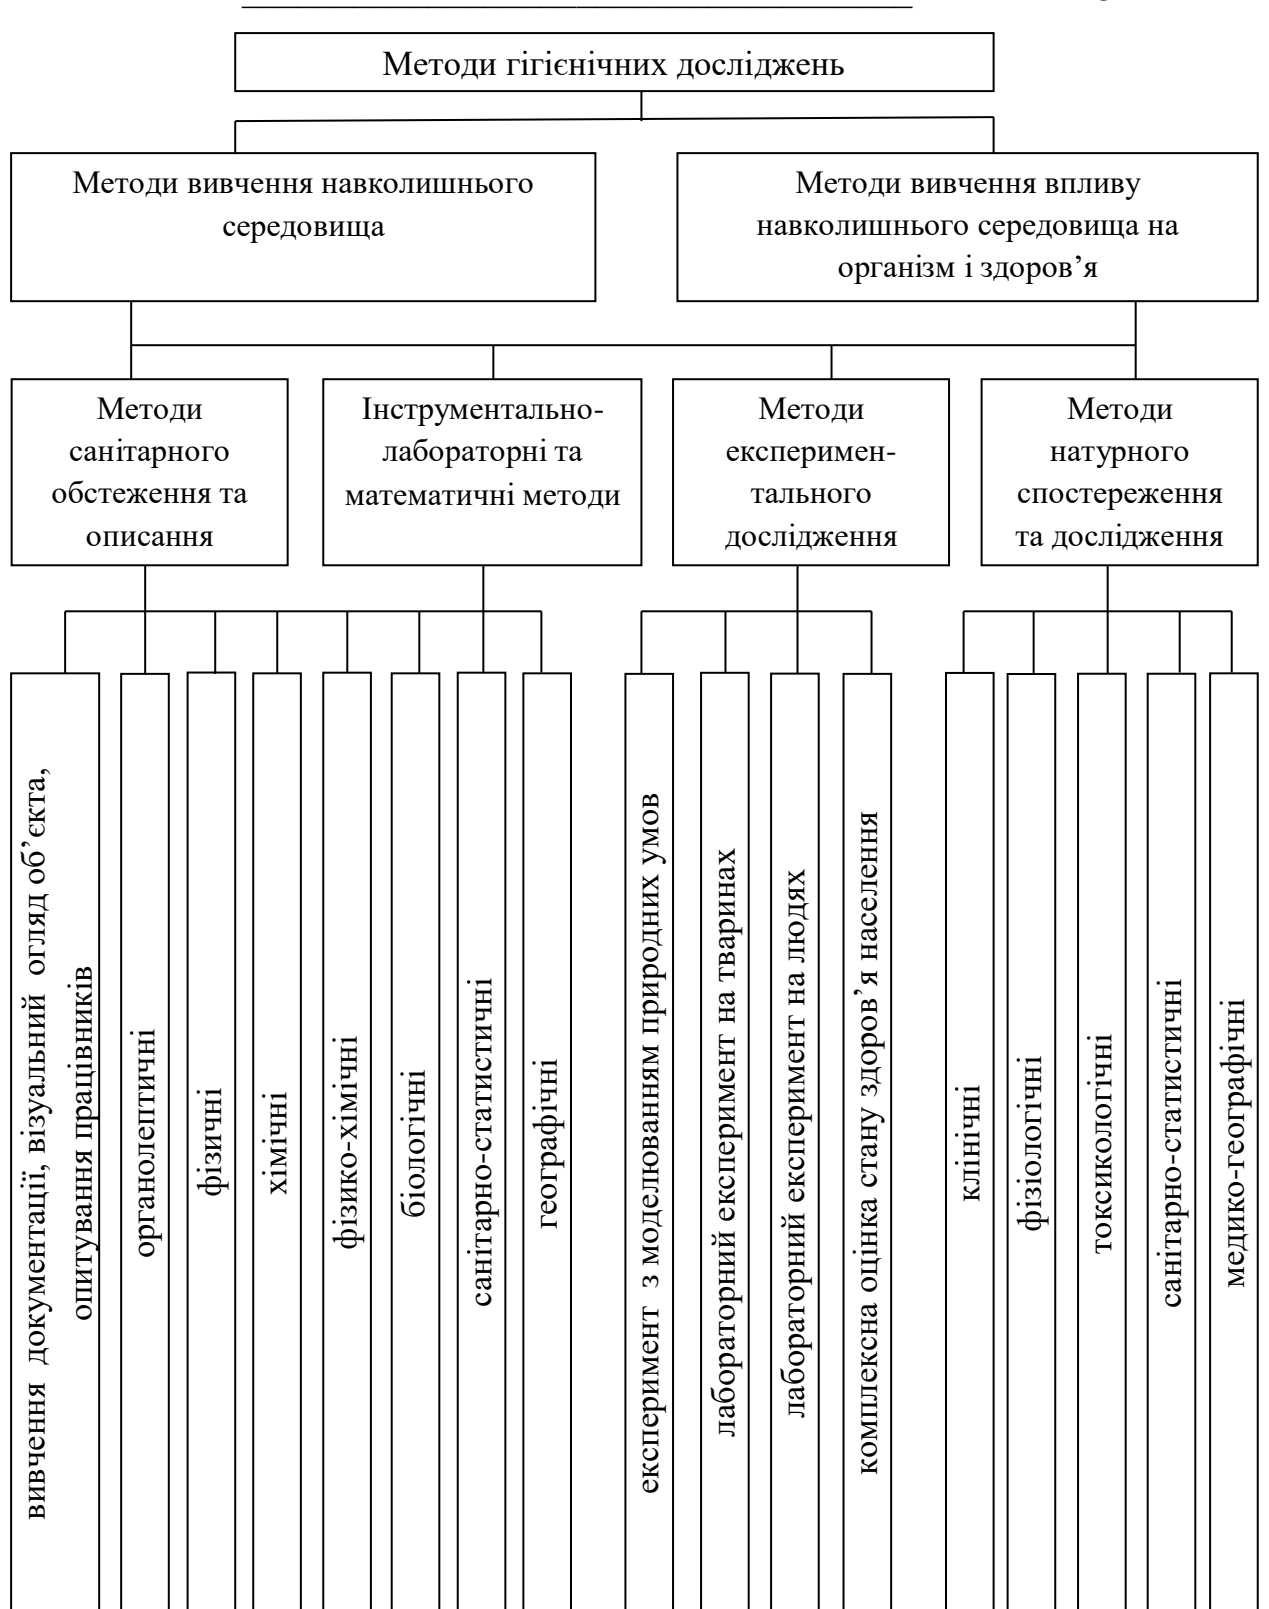 Методи гігієнічних досліджень
Методи вивчення навколишнього
середовища
Методи вивчення впливу
навколишнього середовища на
організм і здоров’я
Методи
санітарного
обстеження та
описання
Інструментально-
лабораторні та
математичні методи
Методи
експеримен-
тального
дослідження
Методи
натурного
спостереження
та дослідження
вивчення документації, візуальний огляд об’єкта,
опитування працівників
органолептичні
фізичні
хімічні
фізико-хімічні
біологічні
санітарно-статистичні
географічні
експеримент з моделюванням природних умов
лабораторний експеримент на тваринах
лабораторний експеримент на людях
комплексна оцінка стану здоров’я населення
клінічні
фізіологічні
токсикологічні
санітарно-статистичні
медико-географічні